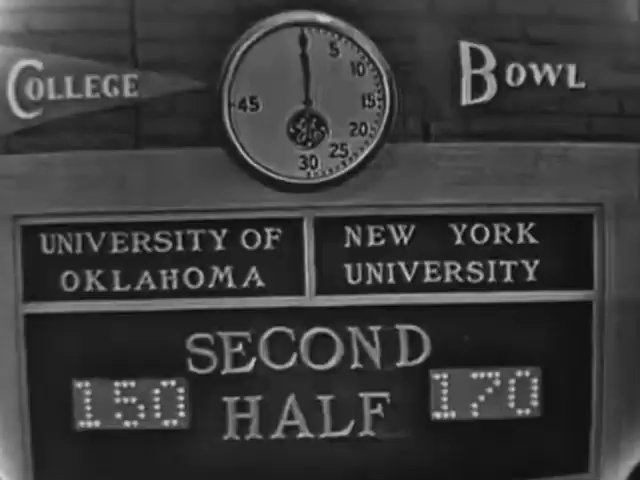 COLLEGE BOWL
5
10
45 15
20
25
30
GE
UNIVERSITY OF
OKLAHOMA
NEW YORK
UNIVERSITY
SECOND
HALF
150 170